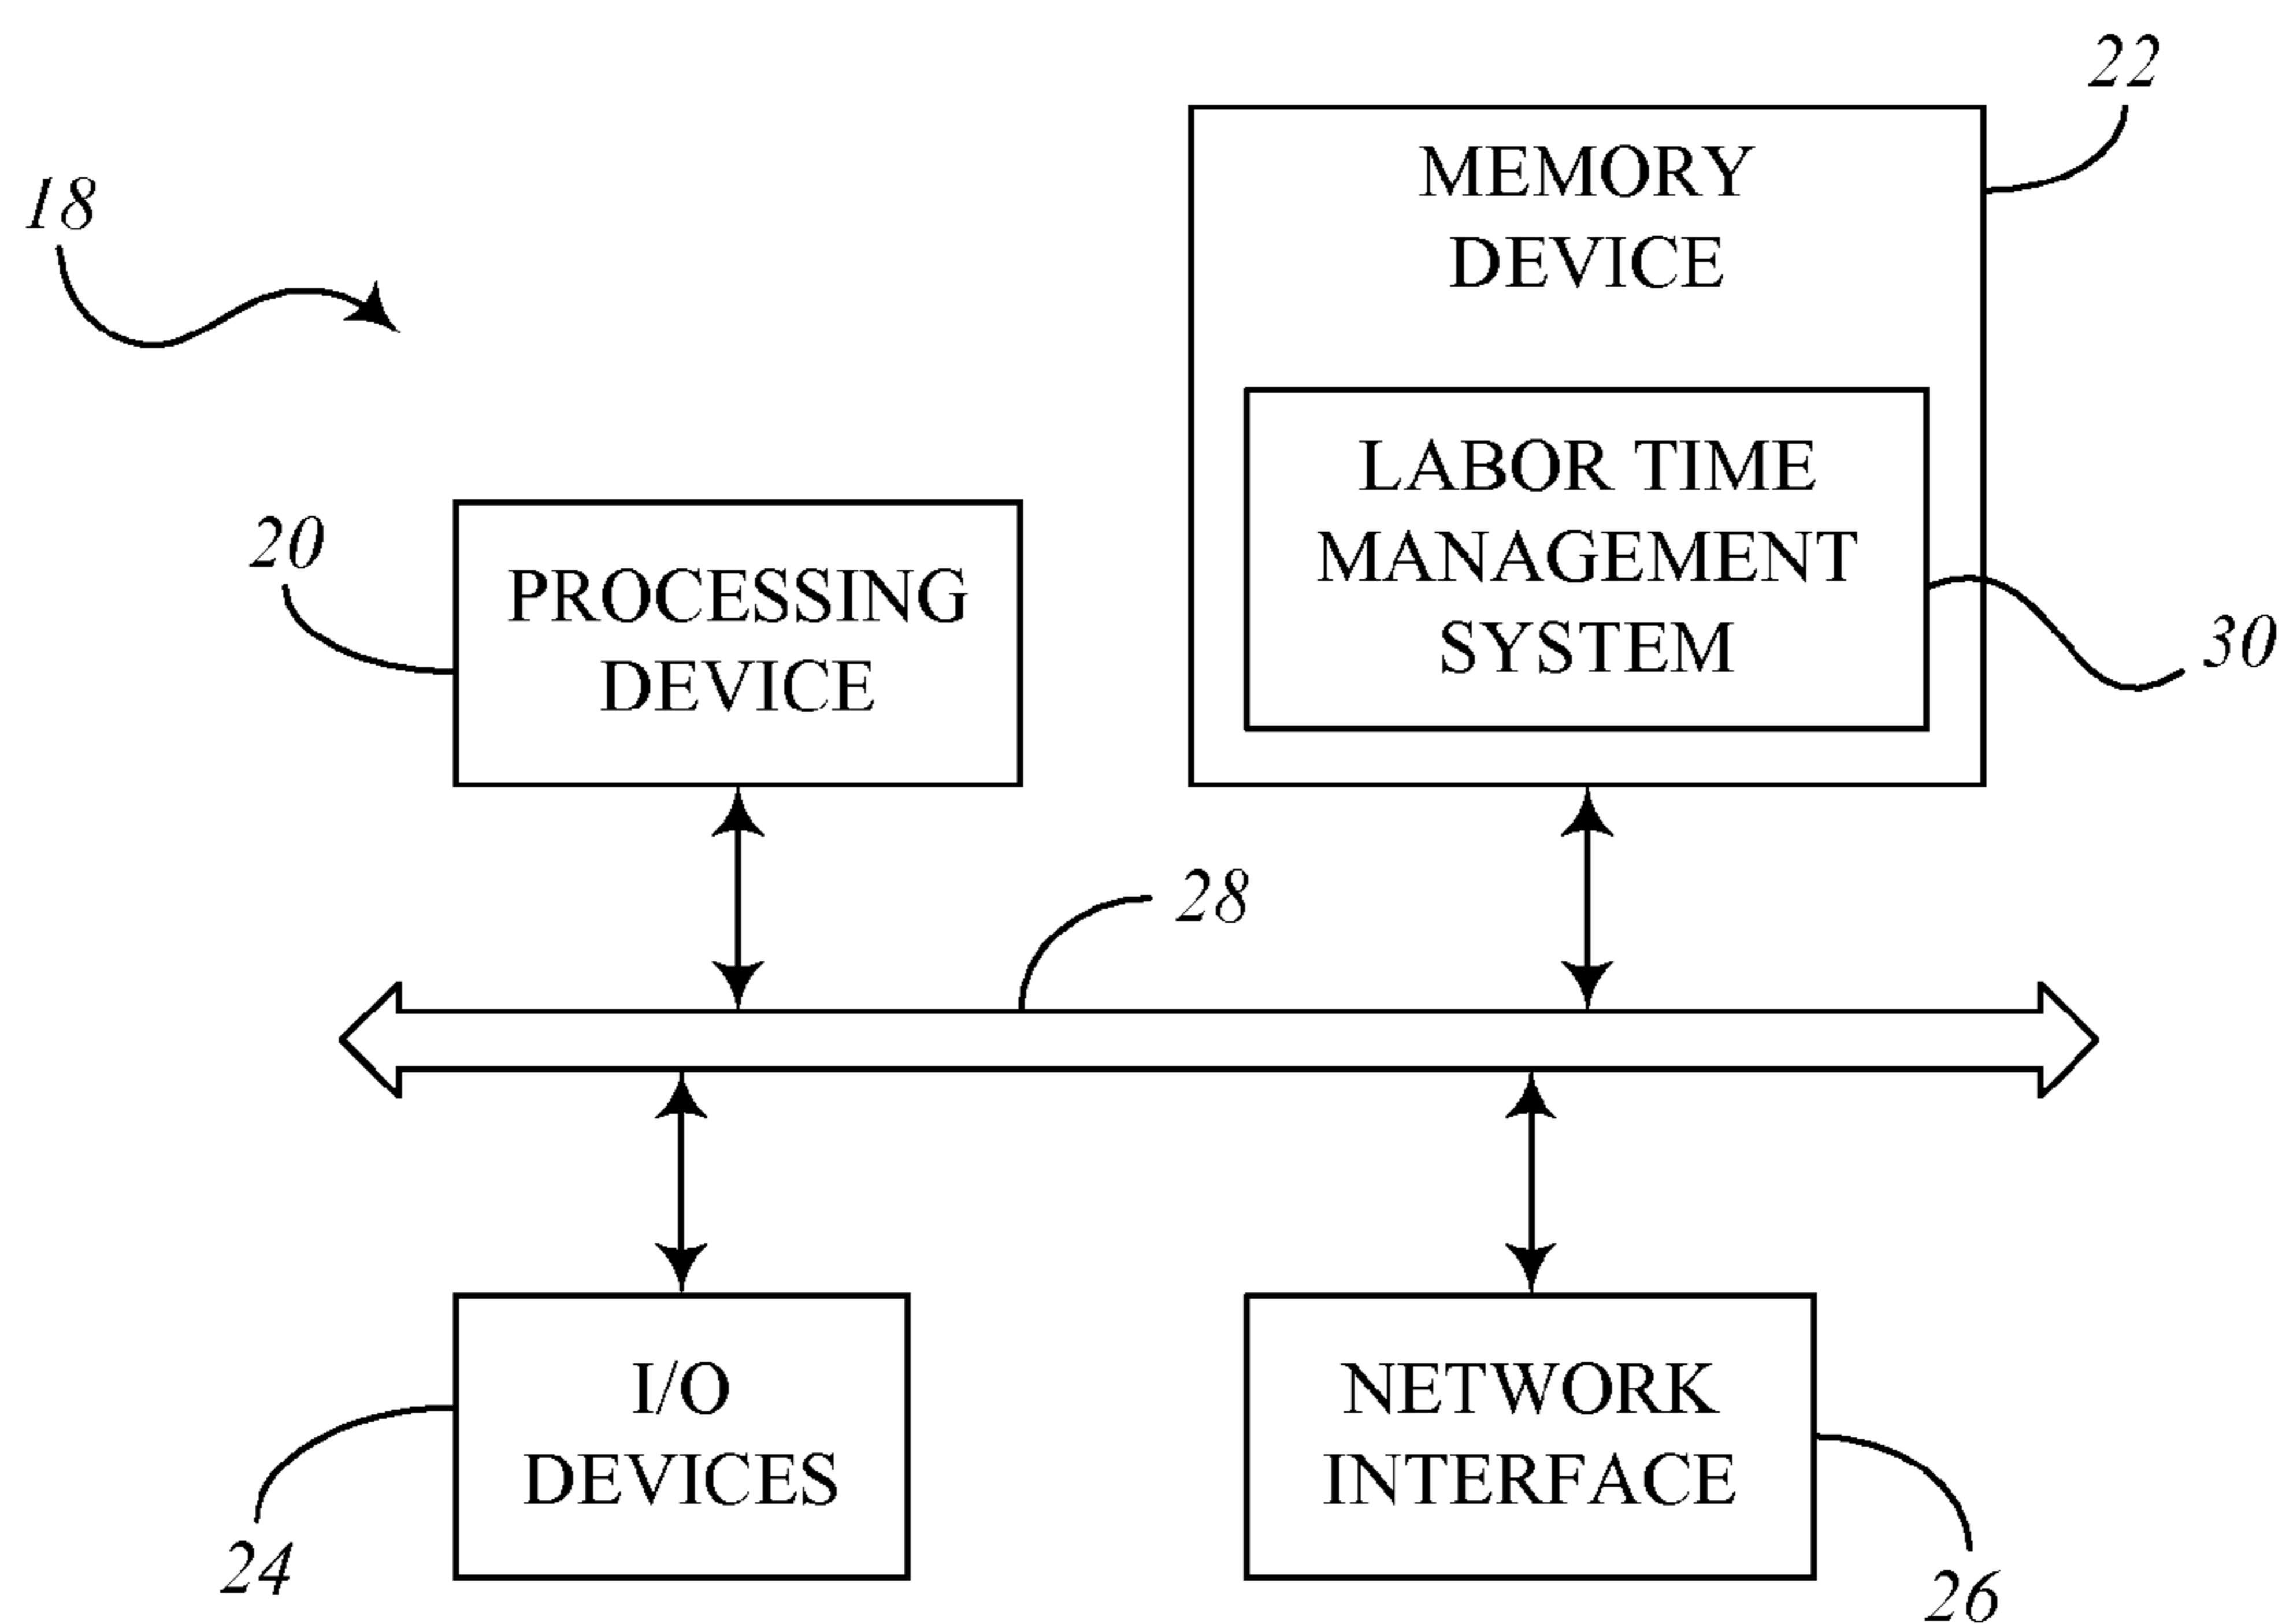 22
MEMORY
DEVICE
18
LABOR TIME
MANAGEMENT
SYSTEM
20
PROCESSING
DEVICE
30
28
I/O
DEVICES
NETWORK
INTERFACE
24
26